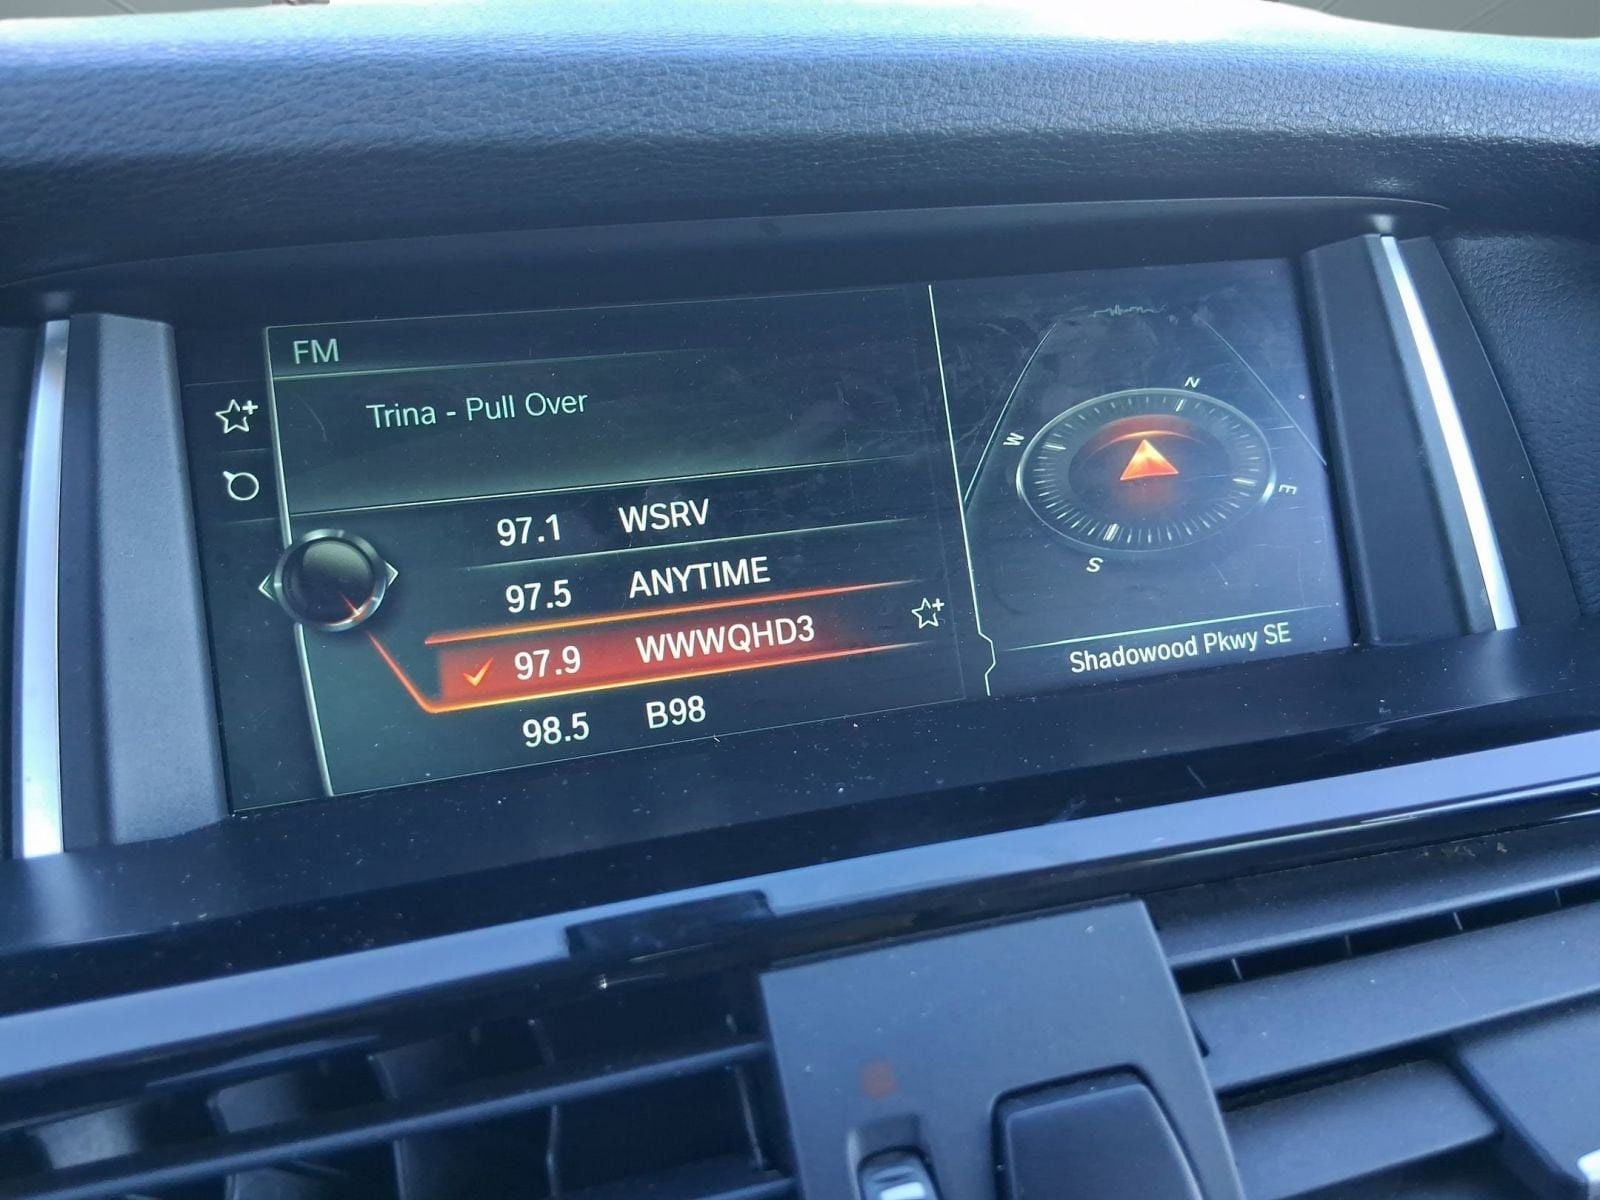 FM
Trina - Pull Over
97.1 WSRV
97.5 ANYTIME
97.9 WWWQHD3
98.5 B98
N
W
E
S
Shadowood Pkwy SE